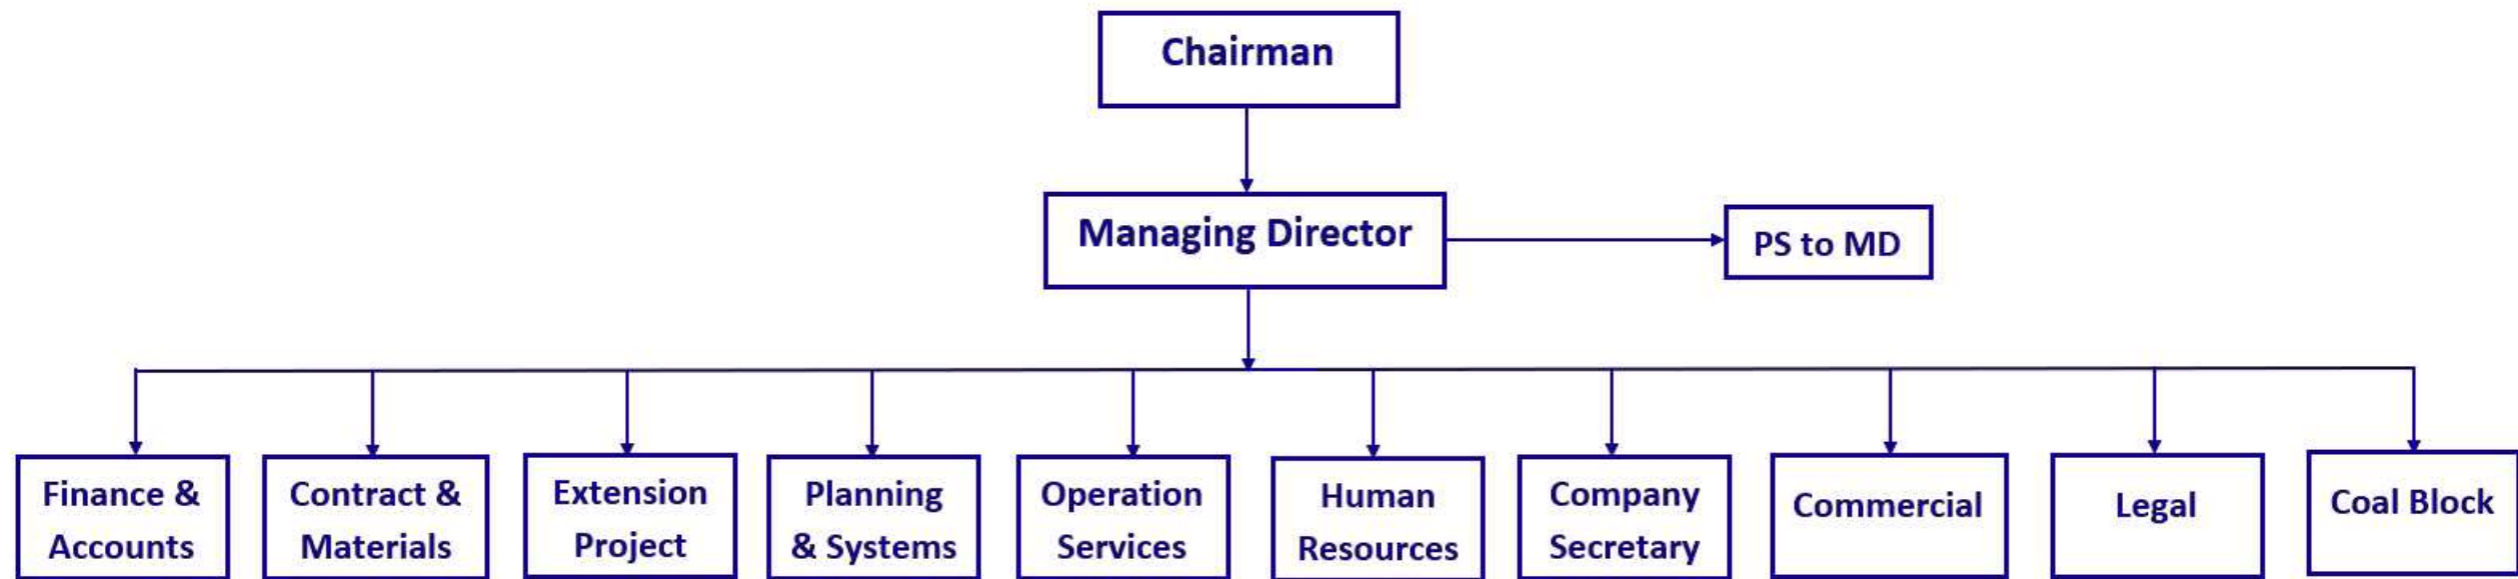 Chairman
Managing Director
PS to MD
Finance &
Accounts
Contract &
Materials
Extension
Project
Planning
& Systems
Operation
Services
Human
Resources
Company
Secretary
Commercial
Legal
Coal Block